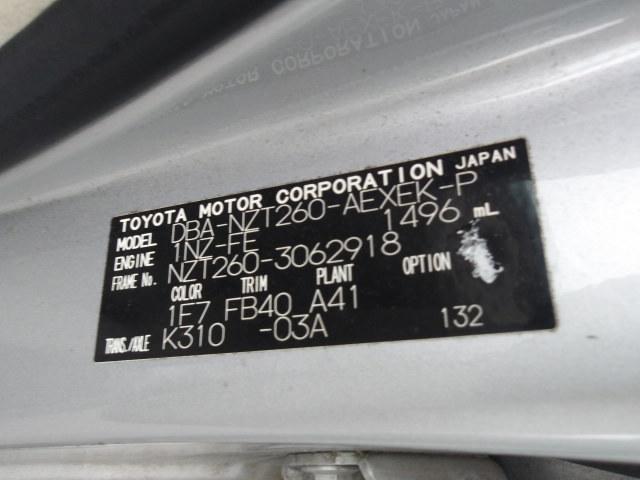 TOYOTA MOTOR CORPORATION JAPAN
MODEL DBA-NZT260-AEXEK-P
ENGINE 1NZ-FE 1496 mL
FRAME No. NZT260-3062918
COLOR TRIM PLANT OPTION
1F7 FB40 A41
TRANS./AXLE K310 -03A 132